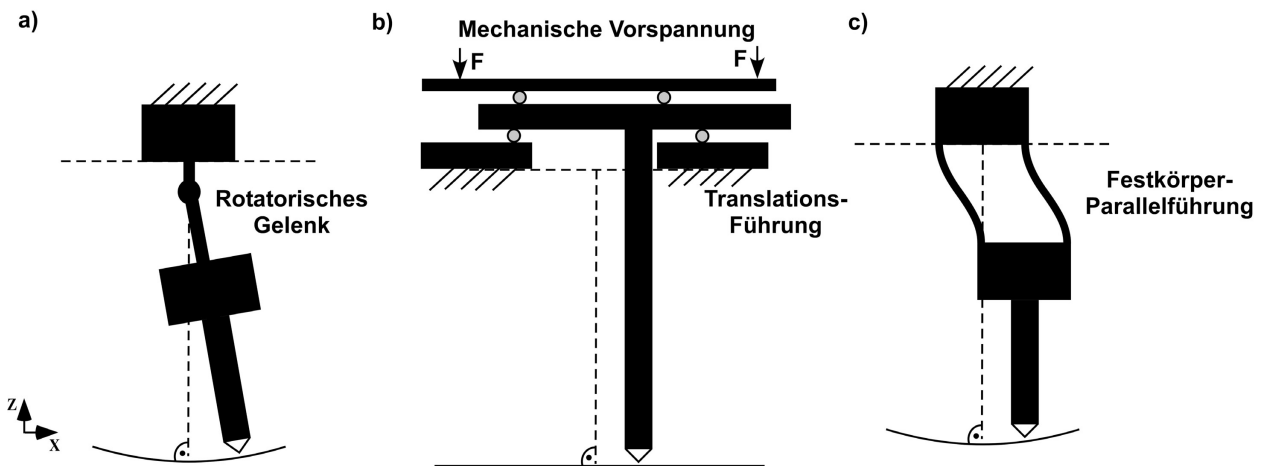 a)
Rotatorisches
Gelenk
Z
X
b)
Mechanische Vorspannung
F
F
Translations-
Führung
c)
Festkörper-
Parallelführung